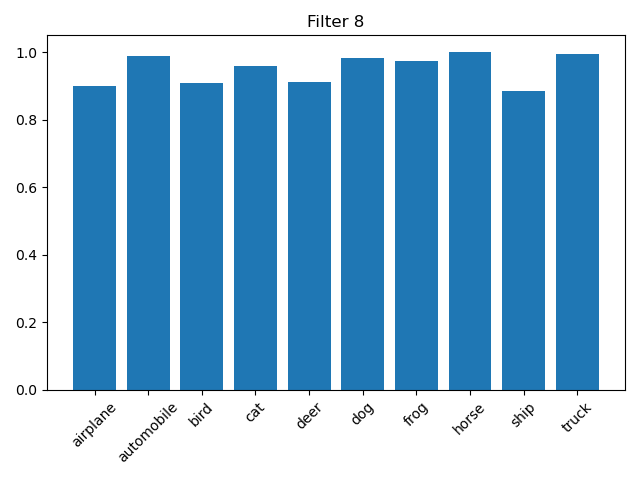 Filter 8
1.0
0.8
0.6
0.4
0.2
0.0
airplane
automobile
bird
cat
deer
dog
frog
horse
ship
truck